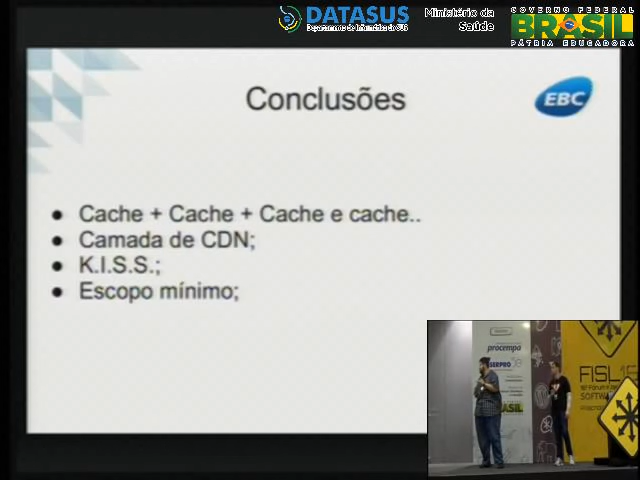 DATASUS
Ministério da
Saúde
GOVERNO FEDERAL
BRASIL
PÁTRIA EDUCADORA
Conclusões
EBC
● Cache + Cache + Cache e cache..
● Camada de CDN;
● K.I.S.S.;
● Escopo mínimo;
procempa
SERPRO
FISL16